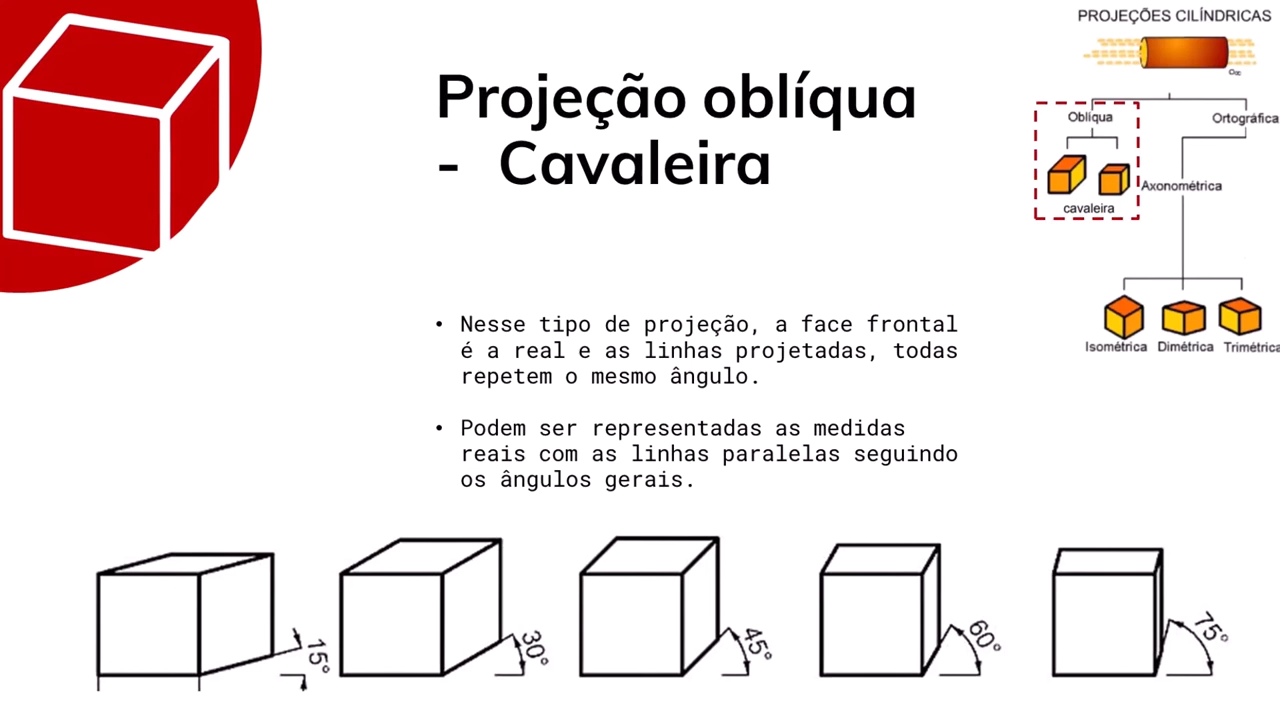 PROJEÇÕES CILÍNDRICAS
Projeção oblíqua
- Cavaleira
Oblíqua
Ortográfica
Axonométrica
cavaleira
Isométrica Dimétrica Trimétrica
• Nesse tipo de projeção, a face frontal
é a real e as linhas projetadas, todas
repetem o mesmo ângulo.
• Podem ser representadas as medidas
reais com as linhas paralelas seguindo
os ângulos gerais.
15°
30°
45°
60°
75°